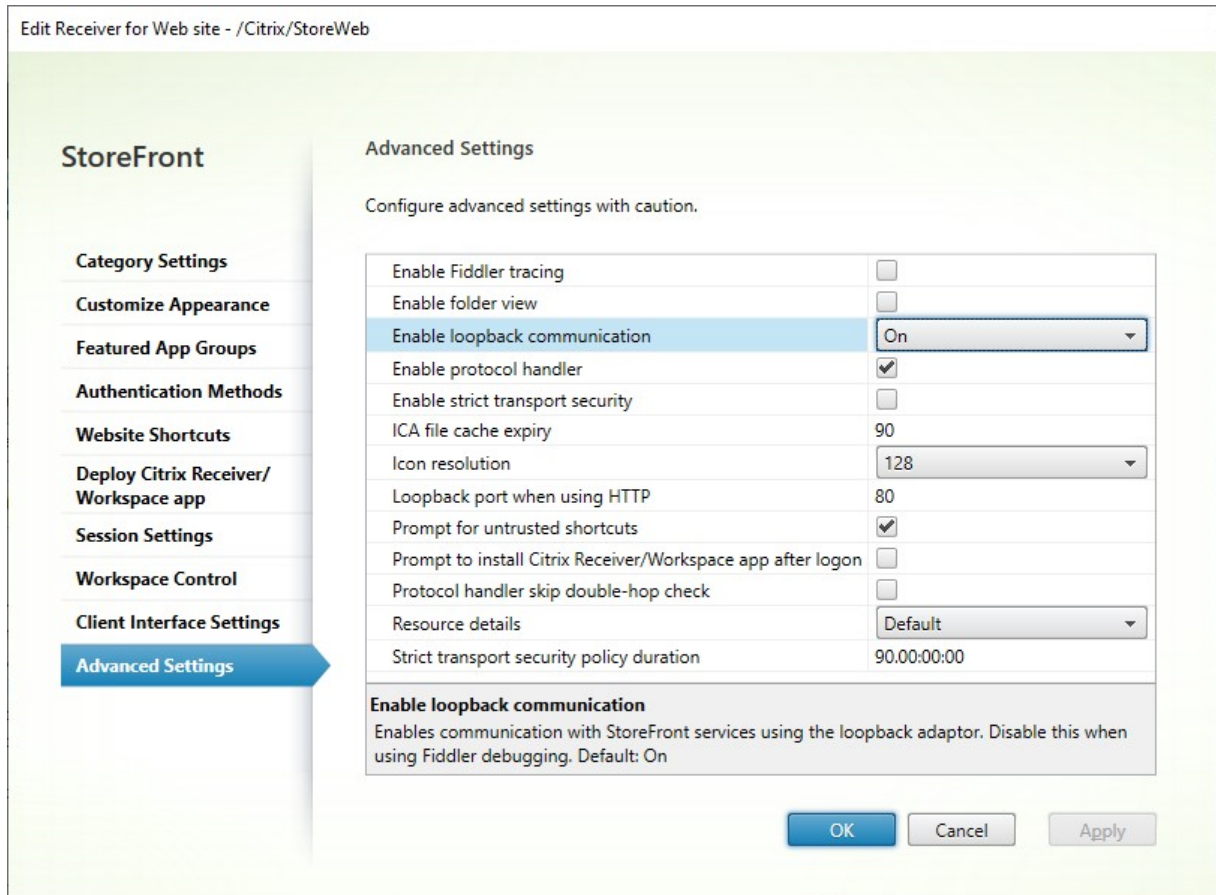 Edit Receiver for Web site - /Citrix/StoreWeb
StoreFront
Category Settings
Customize Appearance
Featured App Groups
Authentication Methods
Website Shortcuts
Deploy Citrix Receiver/
Workspace app
Session Settings
Workspace Control
Client Interface Settings
Advanced Settings
Advanced Settings
Configure advanced settings with caution.
Enable Fiddler tracing
Enable folder view
Enable loopback communication On
Enable protocol handler
Enable strict transport security
ICA file cache expiry 90
Icon resolution 128
Loopback port when using HTTP 80
Prompt for untrusted shortcuts
Prompt to install Citrix Receiver/Workspace app after logon
Protocol handler skip double-hop check
Resource details Default
Strict transport security policy duration 90.00:00:00
Enable loopback communication
Enables communication with StoreFront services using the loopback adaptor. Disable this when
using Fiddler debugging. Default: On
OK Cancel Apply